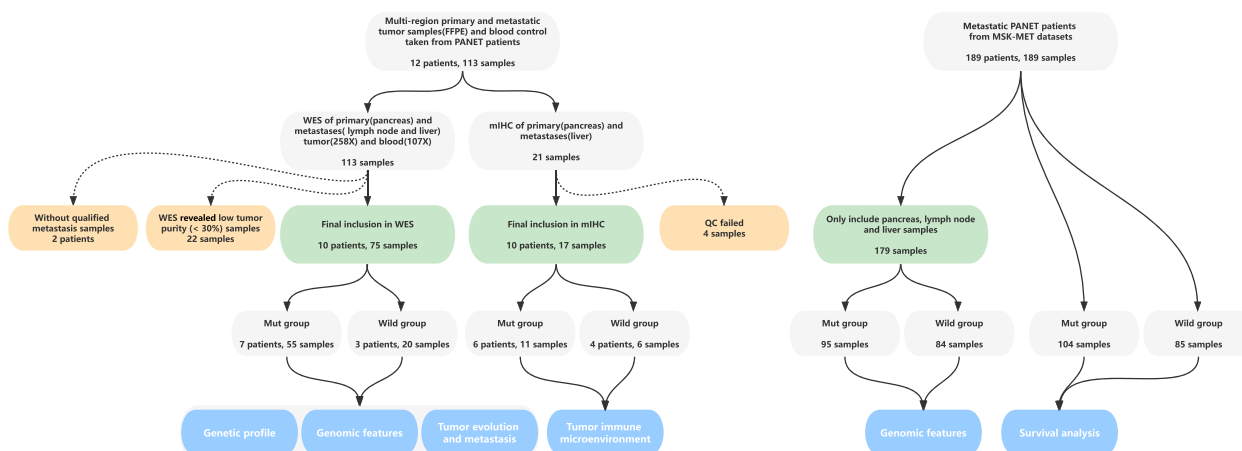 Multi-region primary and metastatic
tumor samples(FFPE) and blood control
taken from PANET patients
12 patients, 113 samples
Metastatic PANET patients
from MSK-MET datasets
189 patients, 189 samples
WES of primary(pancreas) and
metastases( lymph node and liver)
tumor(258X) and blood(107X)
113 samples
mIHC of primary(pancreas) and
metastases(liver)
21 samples
Without qualified
metastasis samples
2 patients
WES revealed low tumor
purity (< 30%) samples
22 samples
Final inclusion in WES
10 patients, 75 samples
Final inclusion in mIHC
10 patients, 17 samples
QC failed
4 samples
Only include pancreas, lymph node
and liver samples
179 samples
Mut group
7 patients, 55 samples
Wild group
3 patients, 20 samples
Mut group
6 patients, 11 samples
Wild group
4 patients, 6 samples
Mut group
95 samples
Wild group
84 samples
Mut group
104 samples
Wild group
85 samples
Genetic profile
Genomic features
Tumor evolution
and metastasis
Tumor immune
microenvironment
Genomic features
Survival analysis